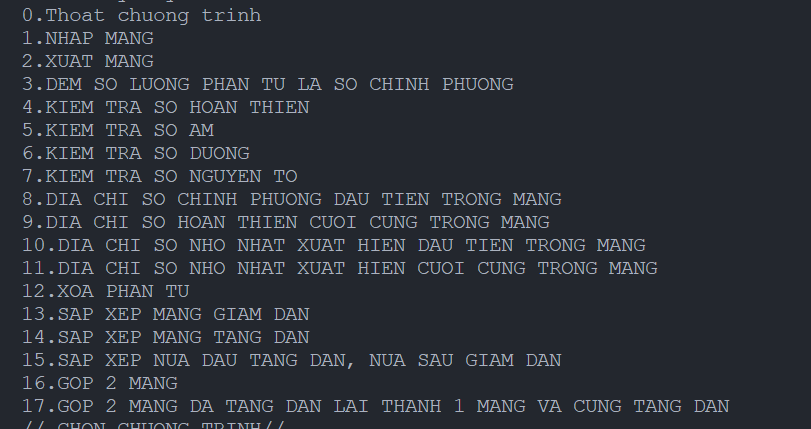 0.Thoat chuong trinh
1.NHAP MANG
2.XUAT MANG
3.DEM SO LUONG PHAN TU LA SO CHINH PHUONG
4.KIEM TRA SO HOAN THIEN
5.KIEM TRA SO AM
6.KIEM TRA SO DUONG
7.KIEM TRA SO NGUYEN TO
8.DIA CHI SO CHINH PHUONG DAU TIEN TRONG MANG
9.DIA CHI SO HOAN THIEN CUOI CUNG TRONG MANG
10.DIA CHI SO NHO NHAT XUAT HIEN DAU TIEN TRONG MANG
11.DIA CHI SO NHO NHAT XUAT HIEN CUOI CUNG TRONG MANG
12.XOA PHAN TU
13.SAP XEP MANG GIAM DAN
14.SAP XEP MANG TANG DAN
15.SAP XEP NUA DAU TANG DAN, NUA SAU GIAM DAN
16.GOP 2 MANG
17.GOP 2 MANG DA TANG DAN LAI THANH 1 MANG VA CUNG TANG DAN
// CHON CHUONG TRINH//